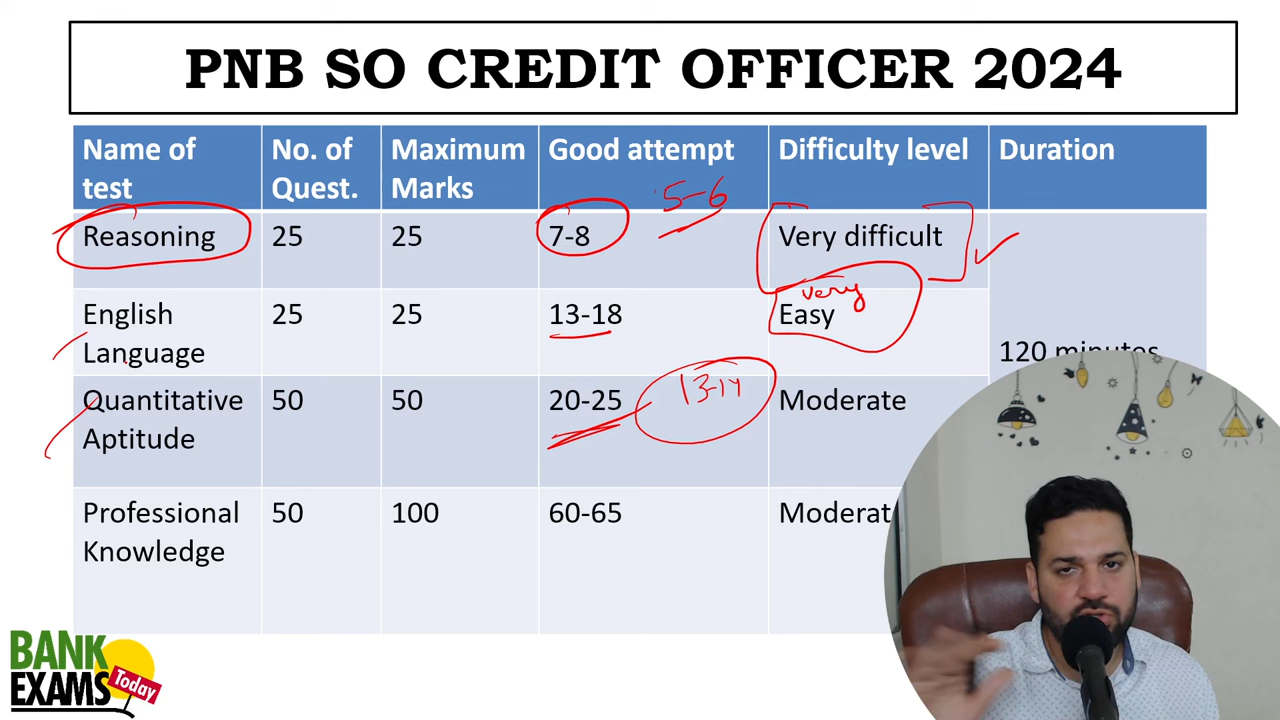 PNB SO CREDIT OFFICER 2024
Name of test
No. of Quest.
Maximum Marks
Good attempt
Difficulty level
Duration
5-6
Reasoning
25
25
7-8
Very difficult
very
English Language
25
25
13-18
Easy
120 minutes
Quantitative Aptitude
50
50
20-25
13-14
Moderate
Professional Knowledge
50
100
60-65
Moderat
BANK EXAMS Today